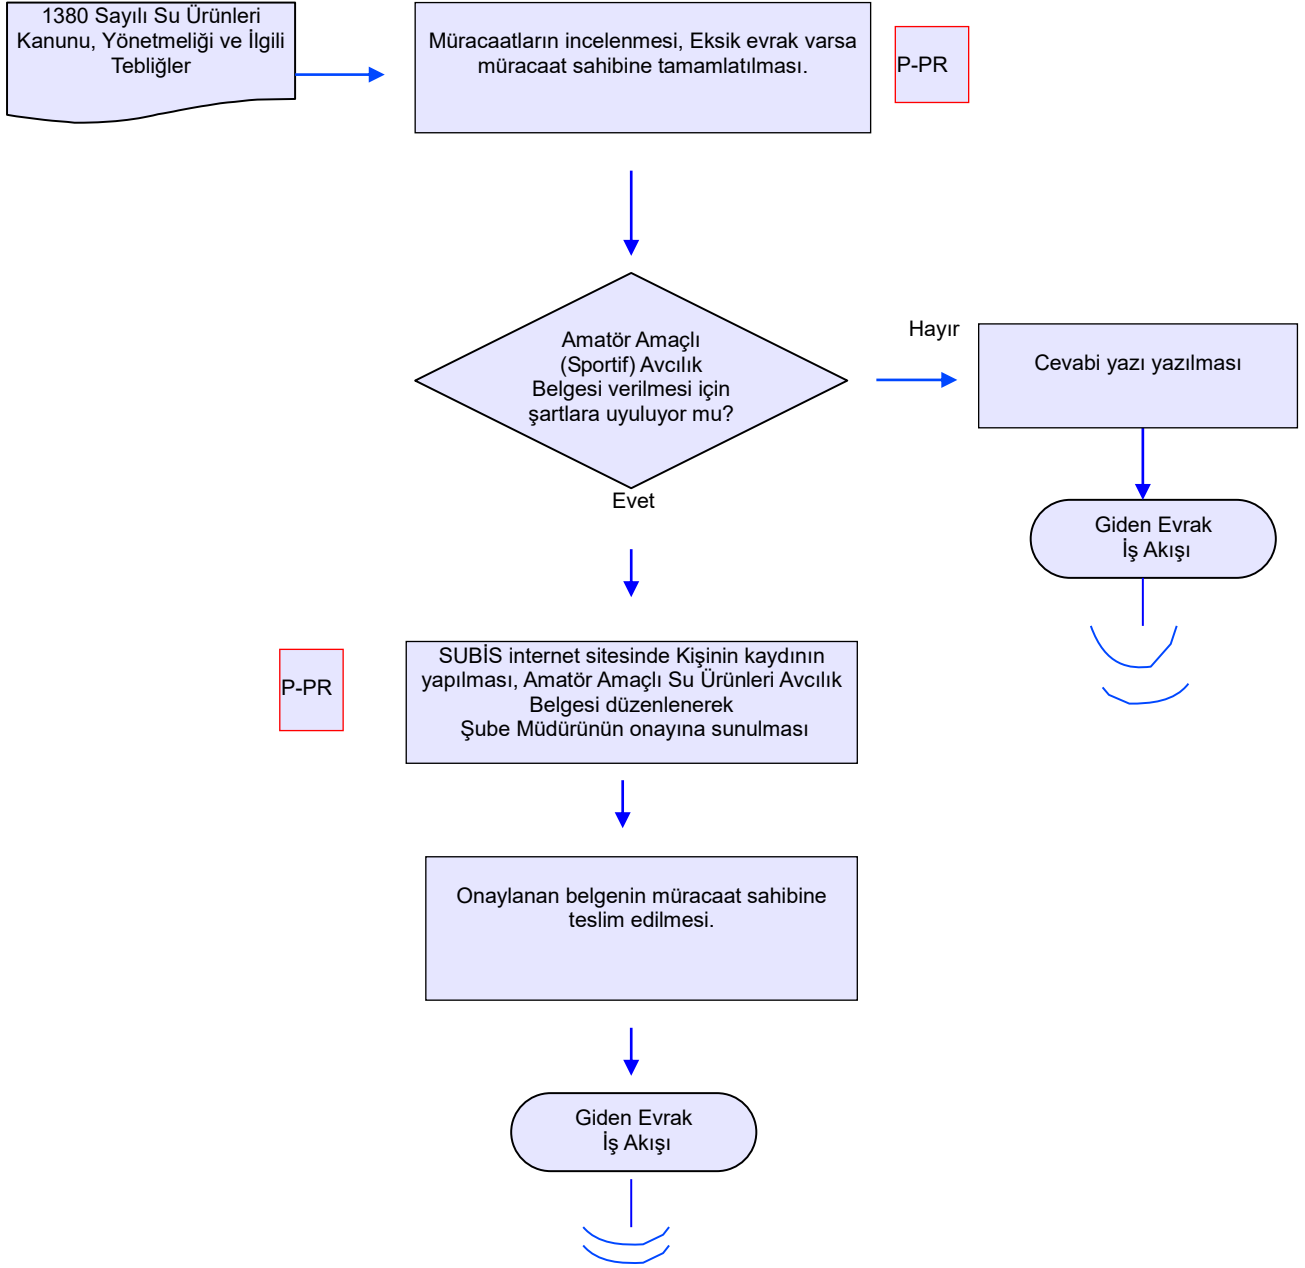 1380 Sayılı Su Ürünleri
Kanunu, Yönetmeliği ve İlgili
Tebliğler
Müracaatların incelenmesi, Eksik evrak varsa
müracaat sahibine tamamlatılması.
P-PR
Amatör Amaçlı
(Sportif) Avcılık
Belgesi verilmesi için
şartlara uyuluyor mu?
Hayır
Cevabi yazı yazılması
Evet
Giden Evrak
İş Akışı
P-PR
SUBİS internet sitesinde Kişinin kaydının
yapılması, Amatör Amaçlı Su Ürünleri Avcılık
Belgesi düzenlenerek
Şube Müdürünün onayına sunulması
Onaylanan belgenin müracaat sahibine
teslim edilmesi.
Giden Evrak
İş Akışı